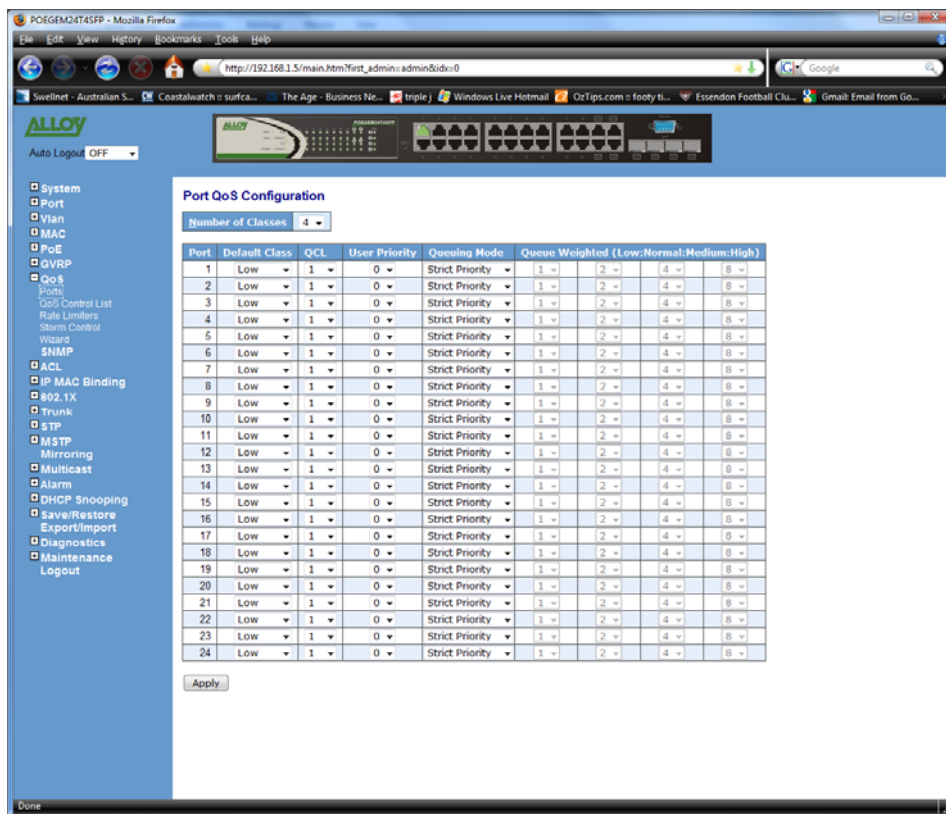 POEGEM24T4SFP - Mozilla Firefox
File Edit View History Bookmarks Tools Help
http://192.168.1.5/main.htm?first_admin=admin&idx=0
G Google
Swellnet - Australian S... Coastalwatch :: surfca... The Age - Business Ne... triple j Windows Live Hotmail OzTips.com :: footy ti... Essendon Football Clu... Gmail: Email from Go...
ALLOY
Auto Logout OFF
ALLOY
POEGEM24T4SFP
System
Port
Vlan
MAC
PoE
GVRP
QoS
Ports
QoS Control List
Rate Limiters
Storm Control
Wizard
SNMP
ACL
IP MAC Binding
802.1X
Trunk
STP
MSTP
Mirroring
Multicast
Alarm
DHCP Snooping
Save/Restore
Export/Import
Diagnostics
Maintenance
Logout
Port QoS Configuration
Number of Classes 4
Port Default Class QCL User Priority Queuing Mode Queue Weighted (Low:Normal:Medium:High)
1 Low 1 0 Strict Priority 1 2 4 8
2 Low 1 0 Strict Priority 1 2 4 8
3 Low 1 0 Strict Priority 1 2 4 8
4 Low 1 0 Strict Priority 1 2 4 8
5 Low 1 0 Strict Priority 1 2 4 8
6 Low 1 0 Strict Priority 1 2 4 8
7 Low 1 0 Strict Priority 1 2 4 8
8 Low 1 0 Strict Priority 1 2 4 8
9 Low 1 0 Strict Priority 1 2 4 8
10 Low 1 0 Strict Priority 1 2 4 8
11 Low 1 0 Strict Priority 1 2 4 8
12 Low 1 0 Strict Priority 1 2 4 8
13 Low 1 0 Strict Priority 1 2 4 8
14 Low 1 0 Strict Priority 1 2 4 8
15 Low 1 0 Strict Priority 1 2 4 8
16 Low 1 0 Strict Priority 1 2 4 8
17 Low 1 0 Strict Priority 1 2 4 8
18 Low 1 0 Strict Priority 1 2 4 8
19 Low 1 0 Strict Priority 1 2 4 8
20 Low 1 0 Strict Priority 1 2 4 8
21 Low 1 0 Strict Priority 1 2 4 8
22 Low 1 0 Strict Priority 1 2 4 8
23 Low 1 0 Strict Priority 1 2 4 8
24 Low 1 0 Strict Priority 1 2 4 8
Apply
Done